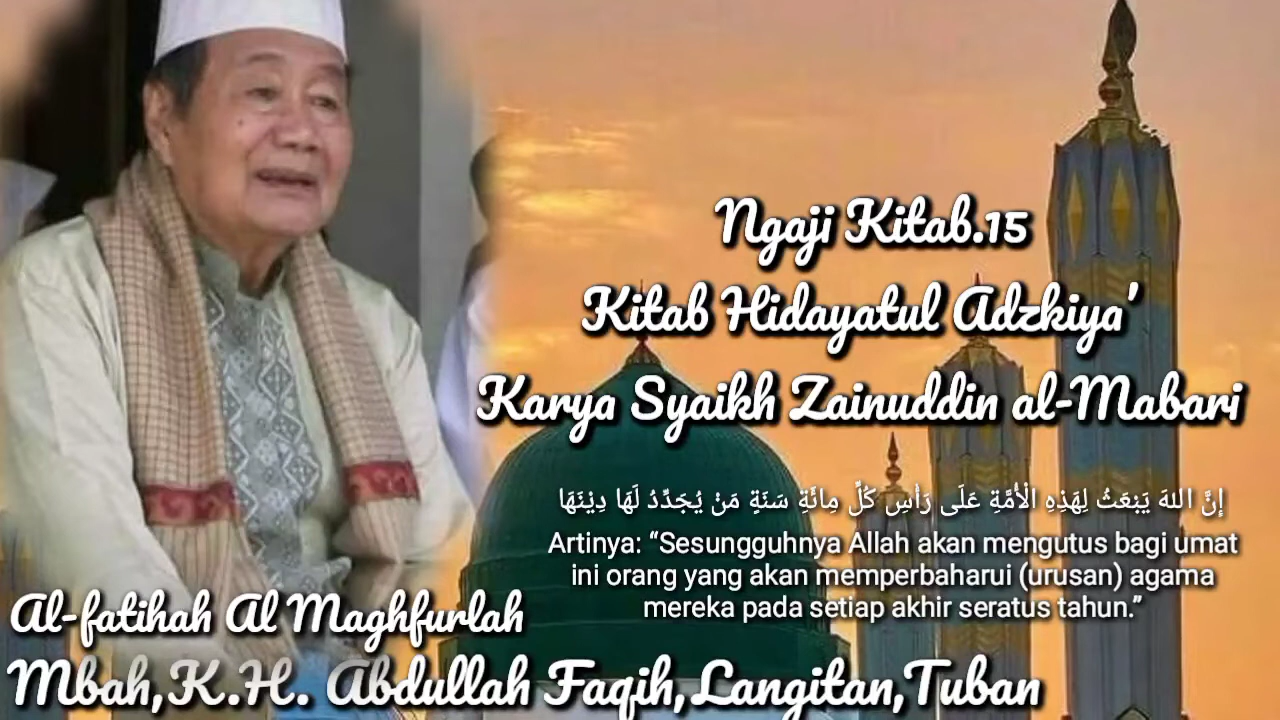 Ngaji Kitab.15
Kitab Hidayatul Adzkiya'
Karya Syaikh Zainuddin al-Mabari
إِنَّ اللهَ يَبْعَثُ لِهَذِهِ الْأُمَّةِ عَلَى رَأْسِ كُلِّ مِائَةِ سَنَةٍ مَنْ يُجَدِّدُ لَهَا دِيْنَهَا
Artinya: “Sesungguhnya Allah akan mengutus bagi umat
ini orang yang akan memperbaharui (urusan) agama
mereka pada setiap akhir seratus tahun.”
Al-fatihah Al Maghfurlah
Mbah,K.H. Abdullah Faqih,Langitan,Tuban